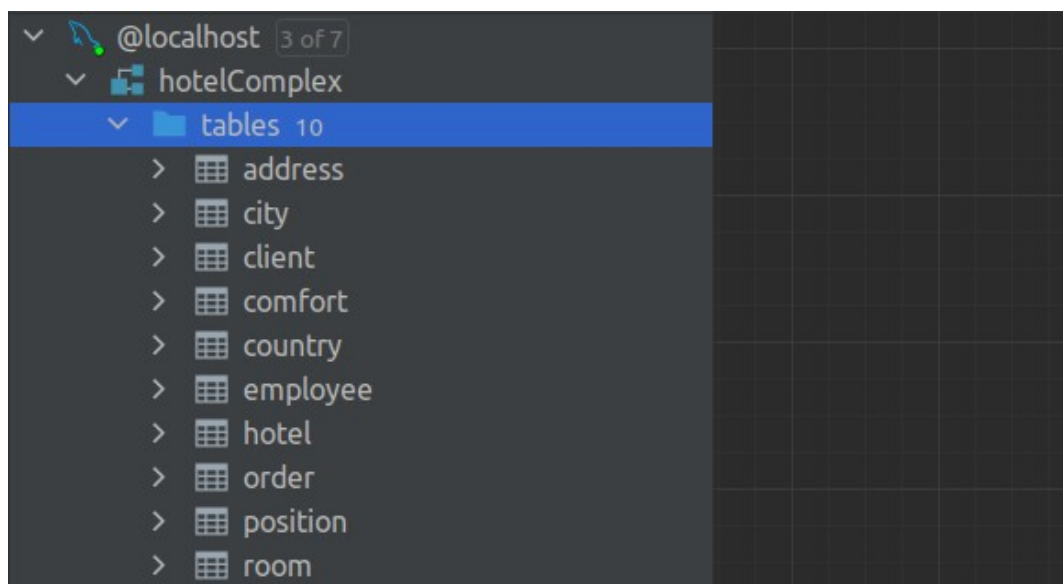 @localhost 3 of 7
hotelComplex
tables 10
address
city
client
comfort
country
employee
hotel
order
position
room